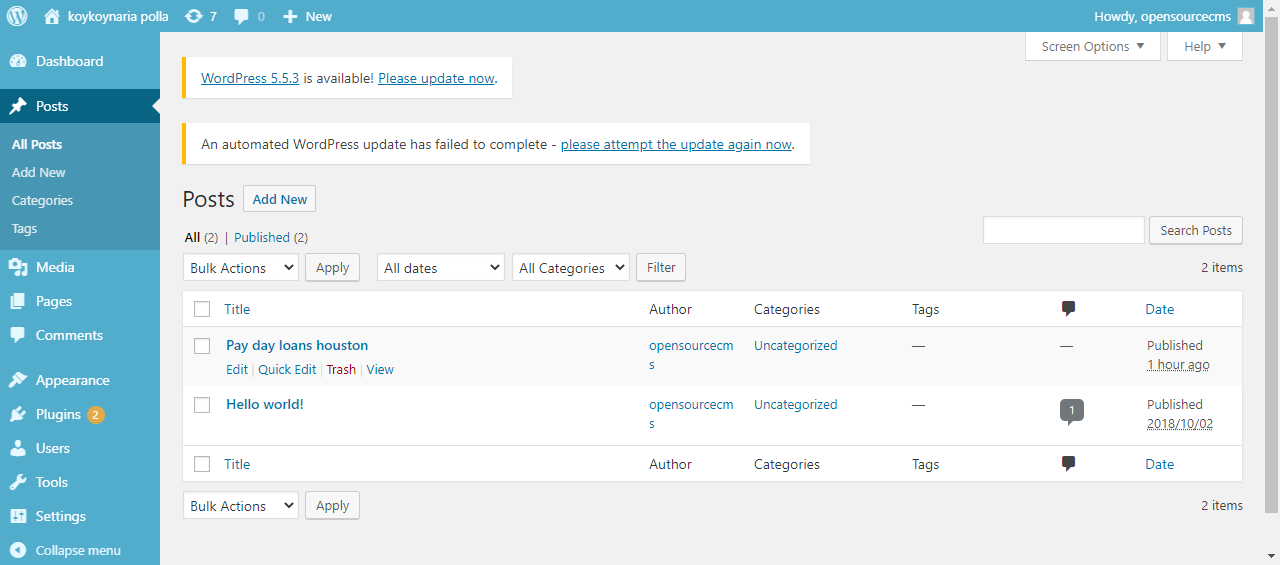 koykoynaria polla 7 0 New Howdy, opensourcecms
Screen Options Help
Dashboard
Posts
All Posts
Add New
Categories
Tags
Media
Pages
Comments
Appearance
Plugins 2
Users
Tools
Settings
Collapse menu
WordPress 5.5.3 is available! Please update now.
An automated WordPress update has failed to complete - please attempt the update again now.
Posts Add New
All (2) | Published (2)
Search Posts
Bulk Actions Apply All dates All Categories Filter 2 items
Title Author Categories Tags Date
Pay day loans houston opensourcecm Uncategorized — — Published
Edit | Quick Edit | Trash | View s 1 hour ago
Hello world! opensourcecm Uncategorized — 1 Published
s 2018/10/02
Title Author Categories Tags Date
Bulk Actions Apply 2 items